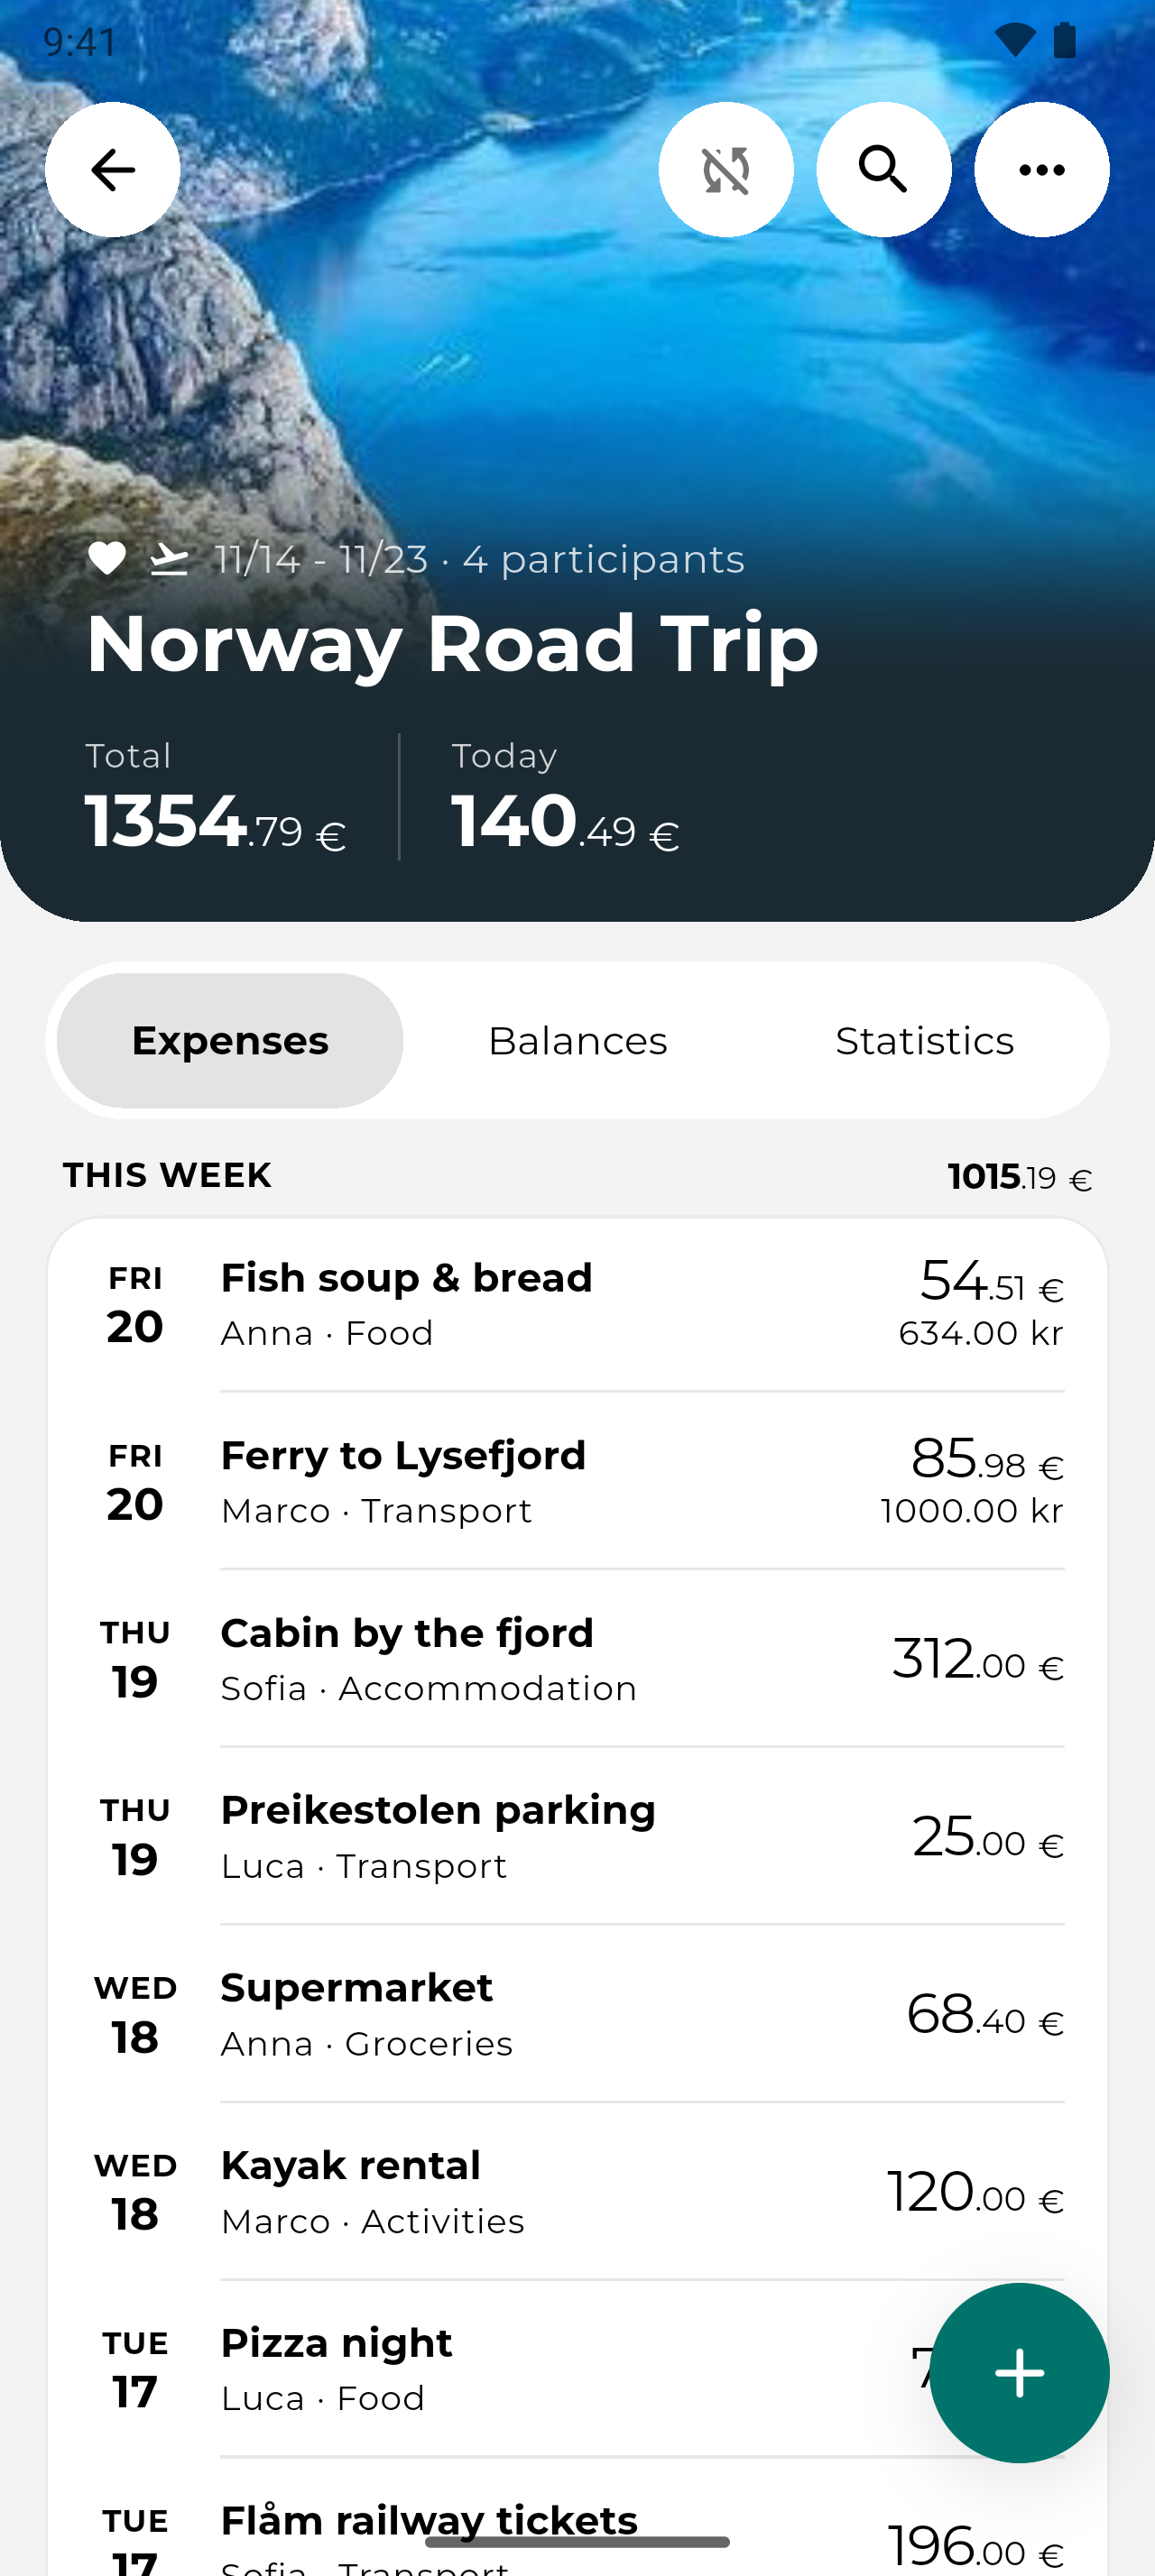 9:41
11/14 - 11/23 · 4 participants
Norway Road Trip
Total
1354.79 €
Today
140.49 €
Expenses
Balances
Statistics
THIS WEEK
1015.19 €
FRI
20
Fish soup & bread
Anna · Food
54.51 €
634.00 kr
FRI
20
Ferry to Lysefjord
Marco · Transport
85.98 €
1000.00 kr
THU
19
Cabin by the fjord
Sofia · Accommodation
312.00 €
THU
19
Preikestolen parking
Luca · Transport
25.00 €
WED
18
Supermarket
Anna · Groceries
68.40 €
WED
18
Kayak rental
Marco · Activities
120.00 €
TUE
17
Pizza night
Luca · Food
TUE
17
Flåm railway tickets
Sofia · Transport
196.00 €